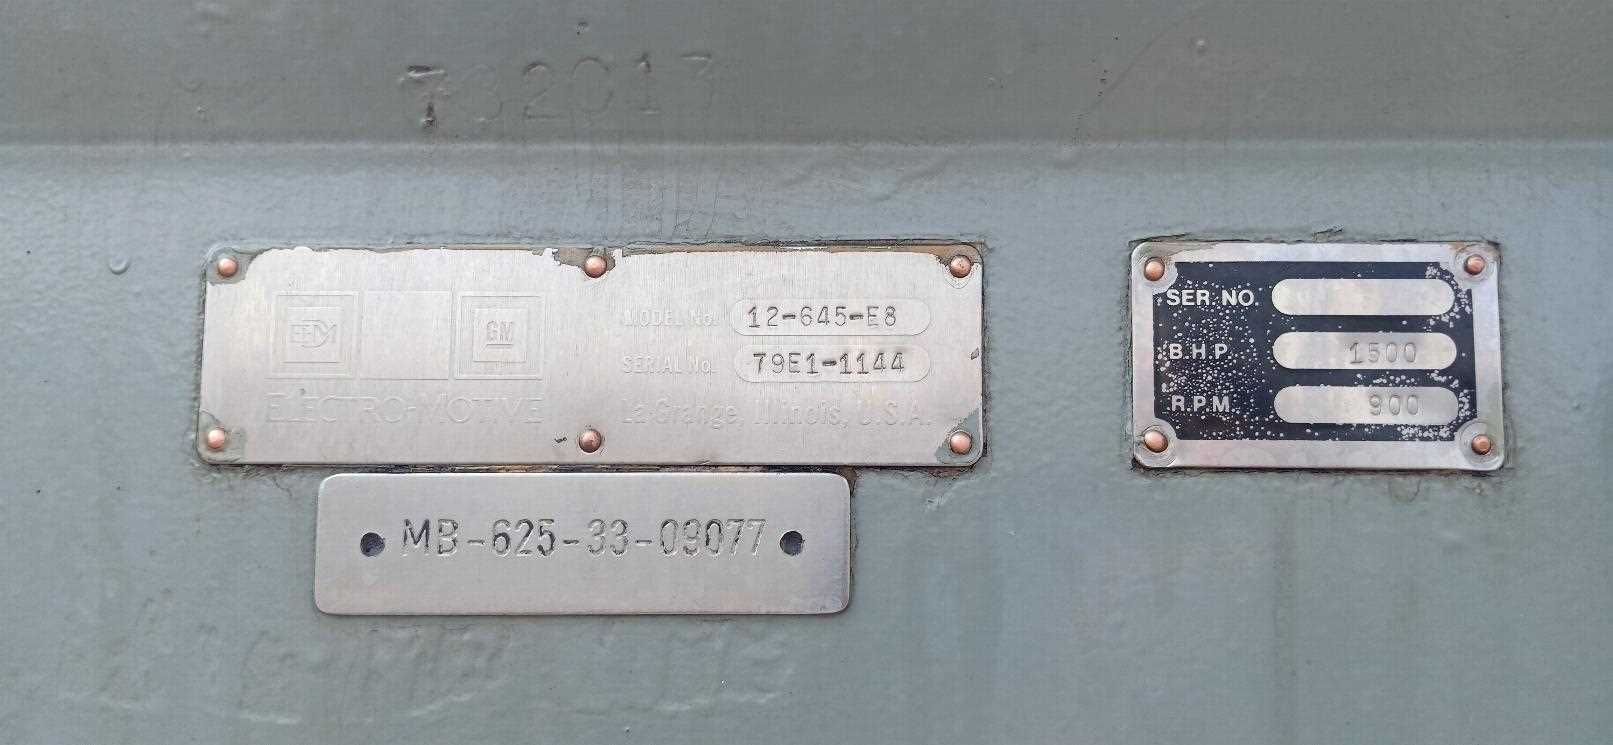 782017
EMD
GM
ELECTRO-MOTIVE
MODEL No. 12-645-E8
SERIAL No. 79E1-1144
La Grange, Illinois, U.S.A.
MB-625-33-09077
SER. NO.
B.H.P. 1500
R.P.M. 900